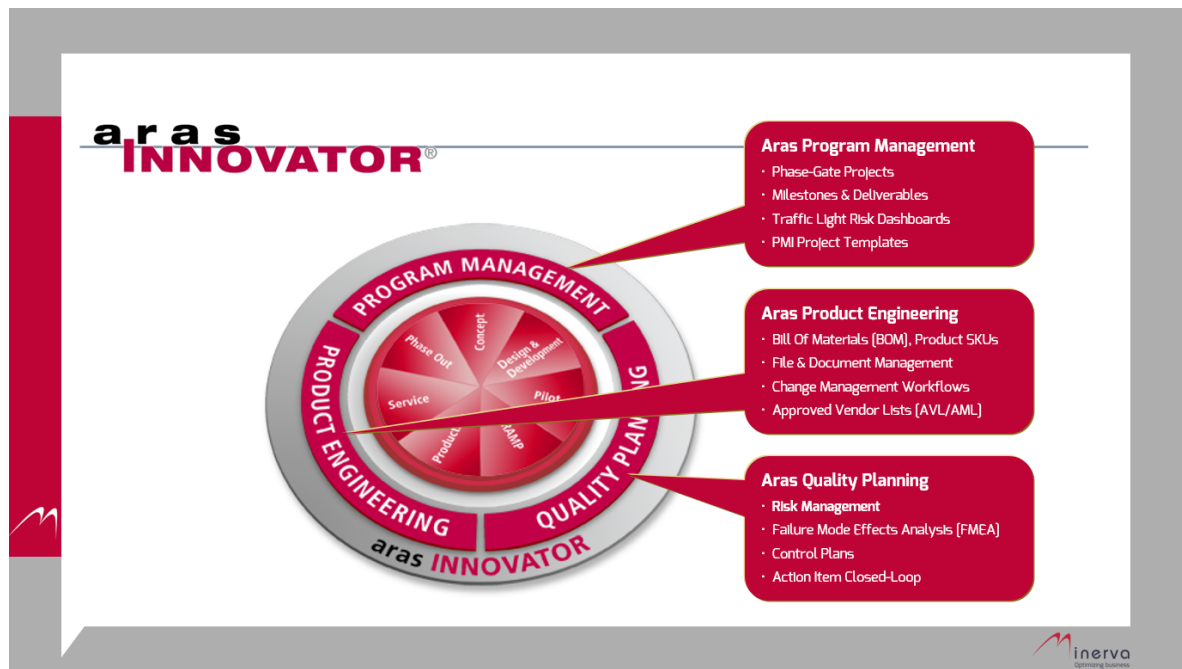 aras
INNOVATOR®
Aras Program Management
· Phase-Gate Projects
· Milestones & Deliverables
· Traffic Light Risk Dashboards
· PMI Project Templates
Aras Product Engineering
· Bill Of Materials (BOM), Product SKUs
· File & Document Management
· Change Management Workflows
· Approved Vendor Lists (AVL/AML)
Aras Quality Planning
· Risk Management
· Failure Mode Effects Analysis (FMEA)
· Control Plans
· Action Item Closed-Loop
PROGRAM MANAGEMENT
PRODUCT ENGINEERING
QUALITY PLANNING
Concept
Design &
Development
Pilot
RAMP
Product
Service
Phase Out
aras INNOVATOR
Minerva
Optimizing business